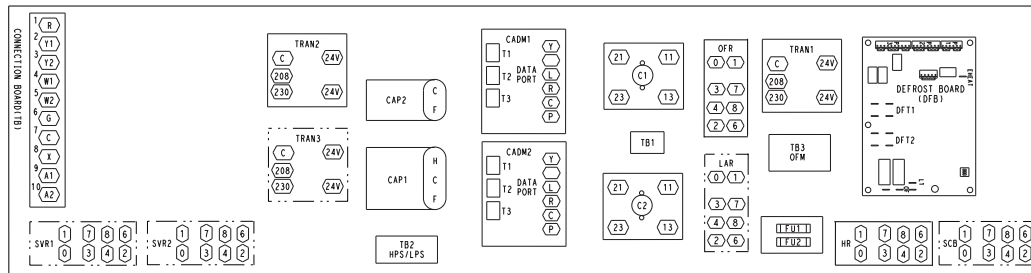 CONNECTION BOARD(TB)
1 R
2 Y1
3 Y2
4 W1
5 W2
6 G
7 C
8 X
9 A1
10 A2
SVR1
1 7 8 6
0 3 4 2
SVR2
1 7 8 6
0 3 4 2
TRAN2
C 24V
208
230 24V
TRAN3
C 24V
208
230 24V
CAP2
C
F
CAP1
H
C
F
TB2
HPS/LPS
CADM1
T1
T2
T3
DATA
PORT
Y
L
R
C
P
CADM2
T1
T2
T3
DATA
PORT
Y
L
R
C
P
21 11
C1
23 13
TB1
21 11
C2
23 13
OFR
0 1
3 7
4 8
2 6
LAR
0 1
3 7
4 8
2 6
TRAN1
C 24V
208
230 24V
TB3
OFM
FU1
FU2
EHEAT
DEFROST BOARD
(DFB)
DFT1
DFT2
HR
1 7 8 6
0 3 4 2
SCB
1 7 8 6
0 3 4 2